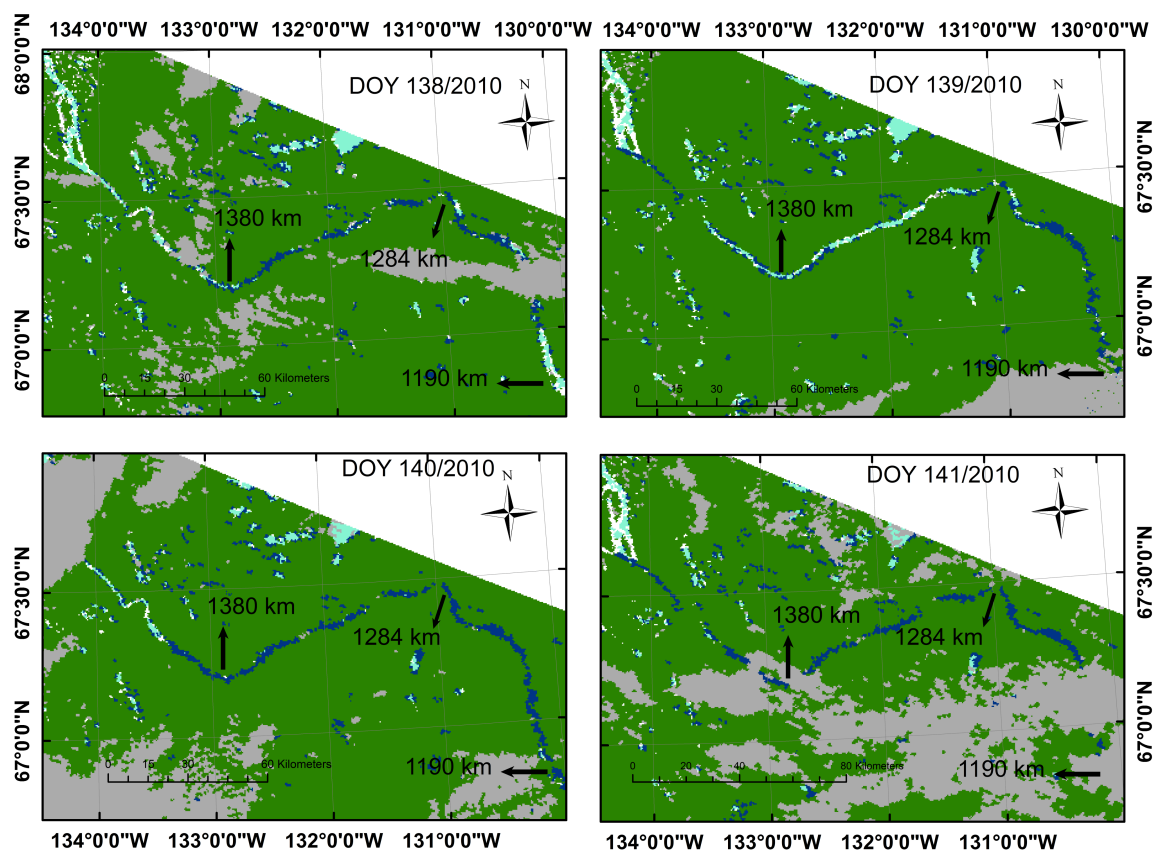 134°0'0"W 133°0'0"W 132°0'0"W 131°0'0"W 130°0'0"W
134°0'0"W 133°0'0"W 132°0'0"W 131°0'0"W 130°0'0"W
68°0'0"N
67°30'0"N
67°0'0"N
DOY 138/2010
N
1380 km
1284 km
1190 km
0 15 30 60 Kilometers
DOY 139/2010
N
1380 km
1284 km
1190 km
0 15 30 60 Kilometers
67°30'0"N
67°0'0"N
67°30'0"N
67°0'0"N
DOY 140/2010
N
1380 km
1284 km
1190 km
0 15 30 60 Kilometers
DOY 141/2010
N
1380 km
1284 km
1190 km
0 20 40 80 Kilometers
67°30'0"N
67°0'0"N
134°0'0"W 133°0'0"W 132°0'0"W 131°0'0"W
134°0'0"W 133°0'0"W 132°0'0"W 131°0'0"W